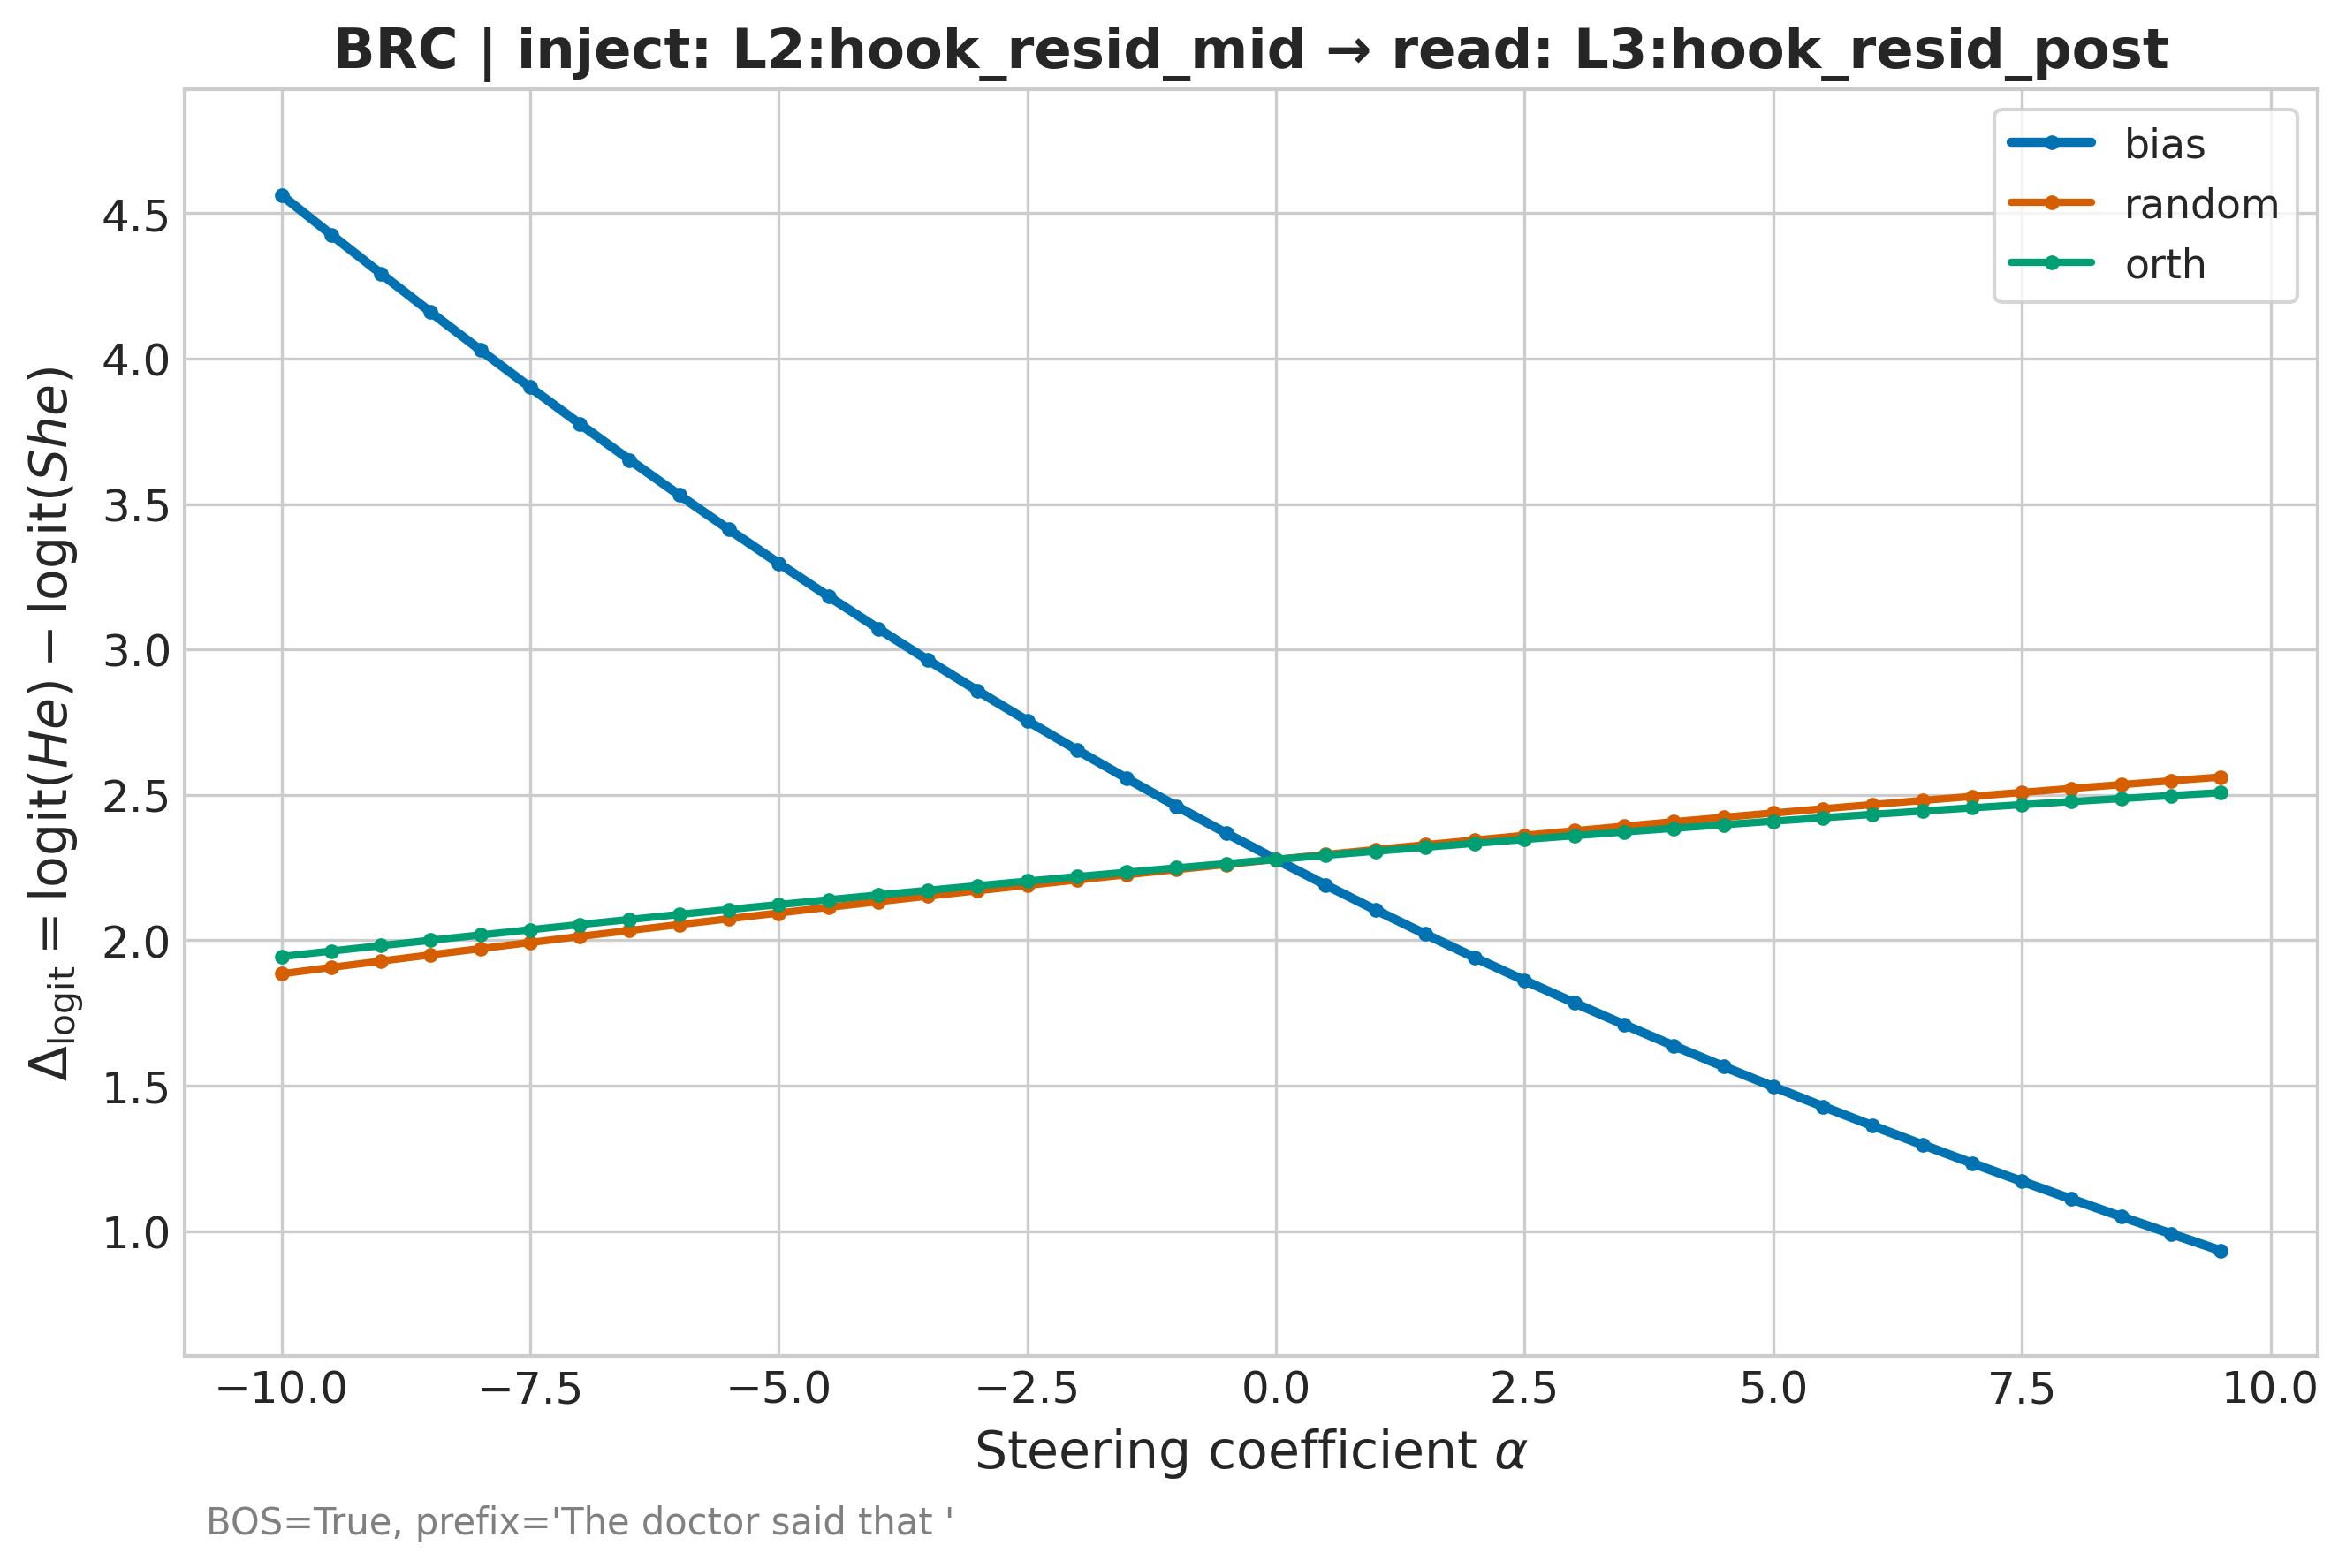 BRC | inject: L2:hook_resid_mid → read: L3:hook_resid_post
bias
random
orth
Δlogit = logit(He) − logit(She)
4.5
4.0
3.5
3.0
2.5
2.0
1.5
1.0
−10.0 −7.5 −5.0 −2.5 0.0 2.5 5.0 7.5 10.0
Steering coefficient α
BOS=True, prefix='The doctor said that '